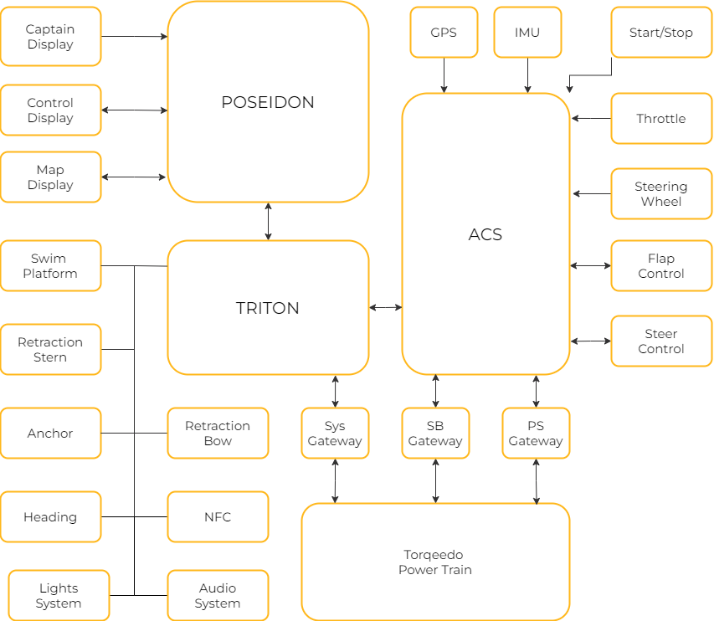 Captain
Display
POSEIDON
GPS
IMU
Start/Stop
Control
Display
Throttle
Map
Display
Steering
Wheel
ACS
Swim
Platform
TRITON
Flap
Control
Retraction
Stern
Steer
Control
Anchor
Retraction
Bow
Sys
Gateway
SB
Gateway
PS
Gateway
Heading
NFC
Torqeedo
Power Train
Lights
System
Audio
System